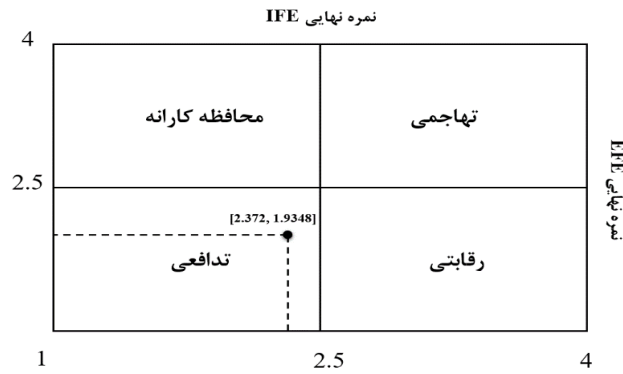 نمره نهایی IFE
4
محافظه کارانه
تهاجمی
نمره نهایی EFE
2.5
[2.372, 1.9348]
تدافعی
رقابتی
1
2.5
4